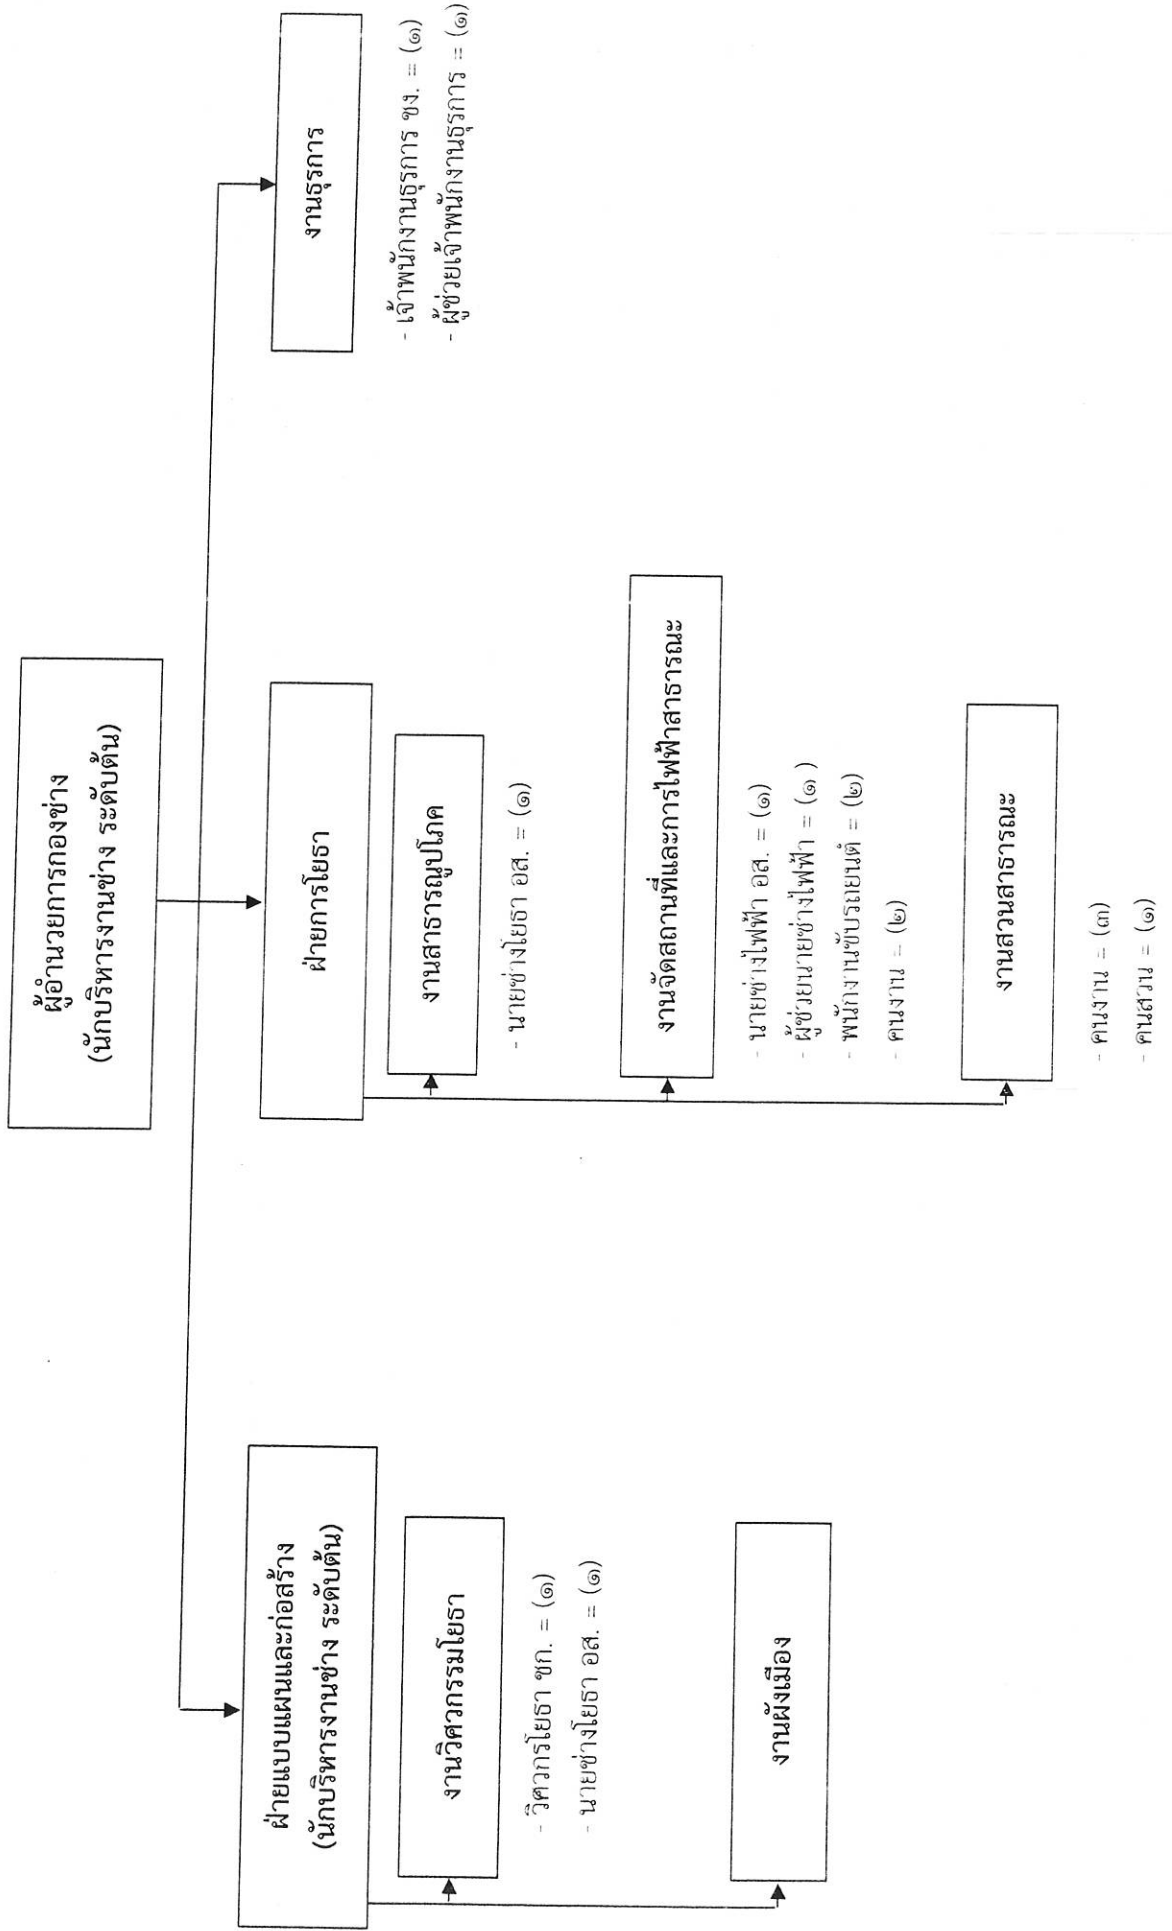 ผู้อำนวยการกองช่าง
(นักบริหารงานช่าง ระดับต้น)
ฝ่ายแบบแผนและก่อสร้าง
(นักบริหารงานช่าง ระดับต้น)
งานวิศวกรรมโยธา
- วิศวกรโยธา ชก. = (๑)
- นายช่างโยธา อส. = (๑)
งานผังเมือง
ฝ่ายการโยธา
งานสาธารณูปโภค
- นายช่างโยธา อส. = (๑)
งานจัดสถานที่และการไฟฟ้าสาธารณะ
- นายช่างไฟฟ้า อส. = (๑)
- ผู้ช่วยนายช่างไฟฟ้า = (๑ )
- พนักงานขับรถยนต์ = (๒)
- คนงาน = (๒)
งานสวนสาธารณะ
- คนงาน = (๓)
- คนสวน = (๑)
งานธุรการ
- เจ้าพนักงานธุรการ ชง. = (๑)
- ผู้ช่วยเจ้าพนักงานธุรการ = (๑)